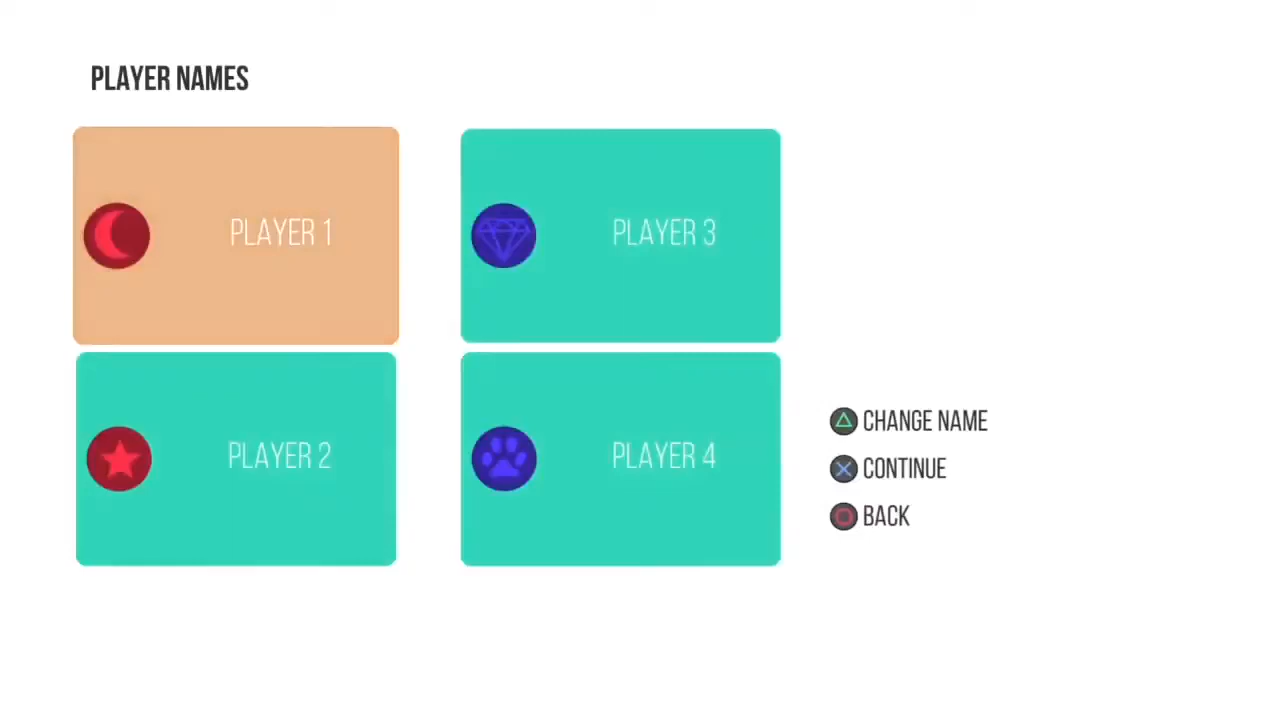 PLAYER NAMES
PLAYER 1
PLAYER 3
PLAYER 2
PLAYER 4
CHANGE NAME
CONTINUE
BACK